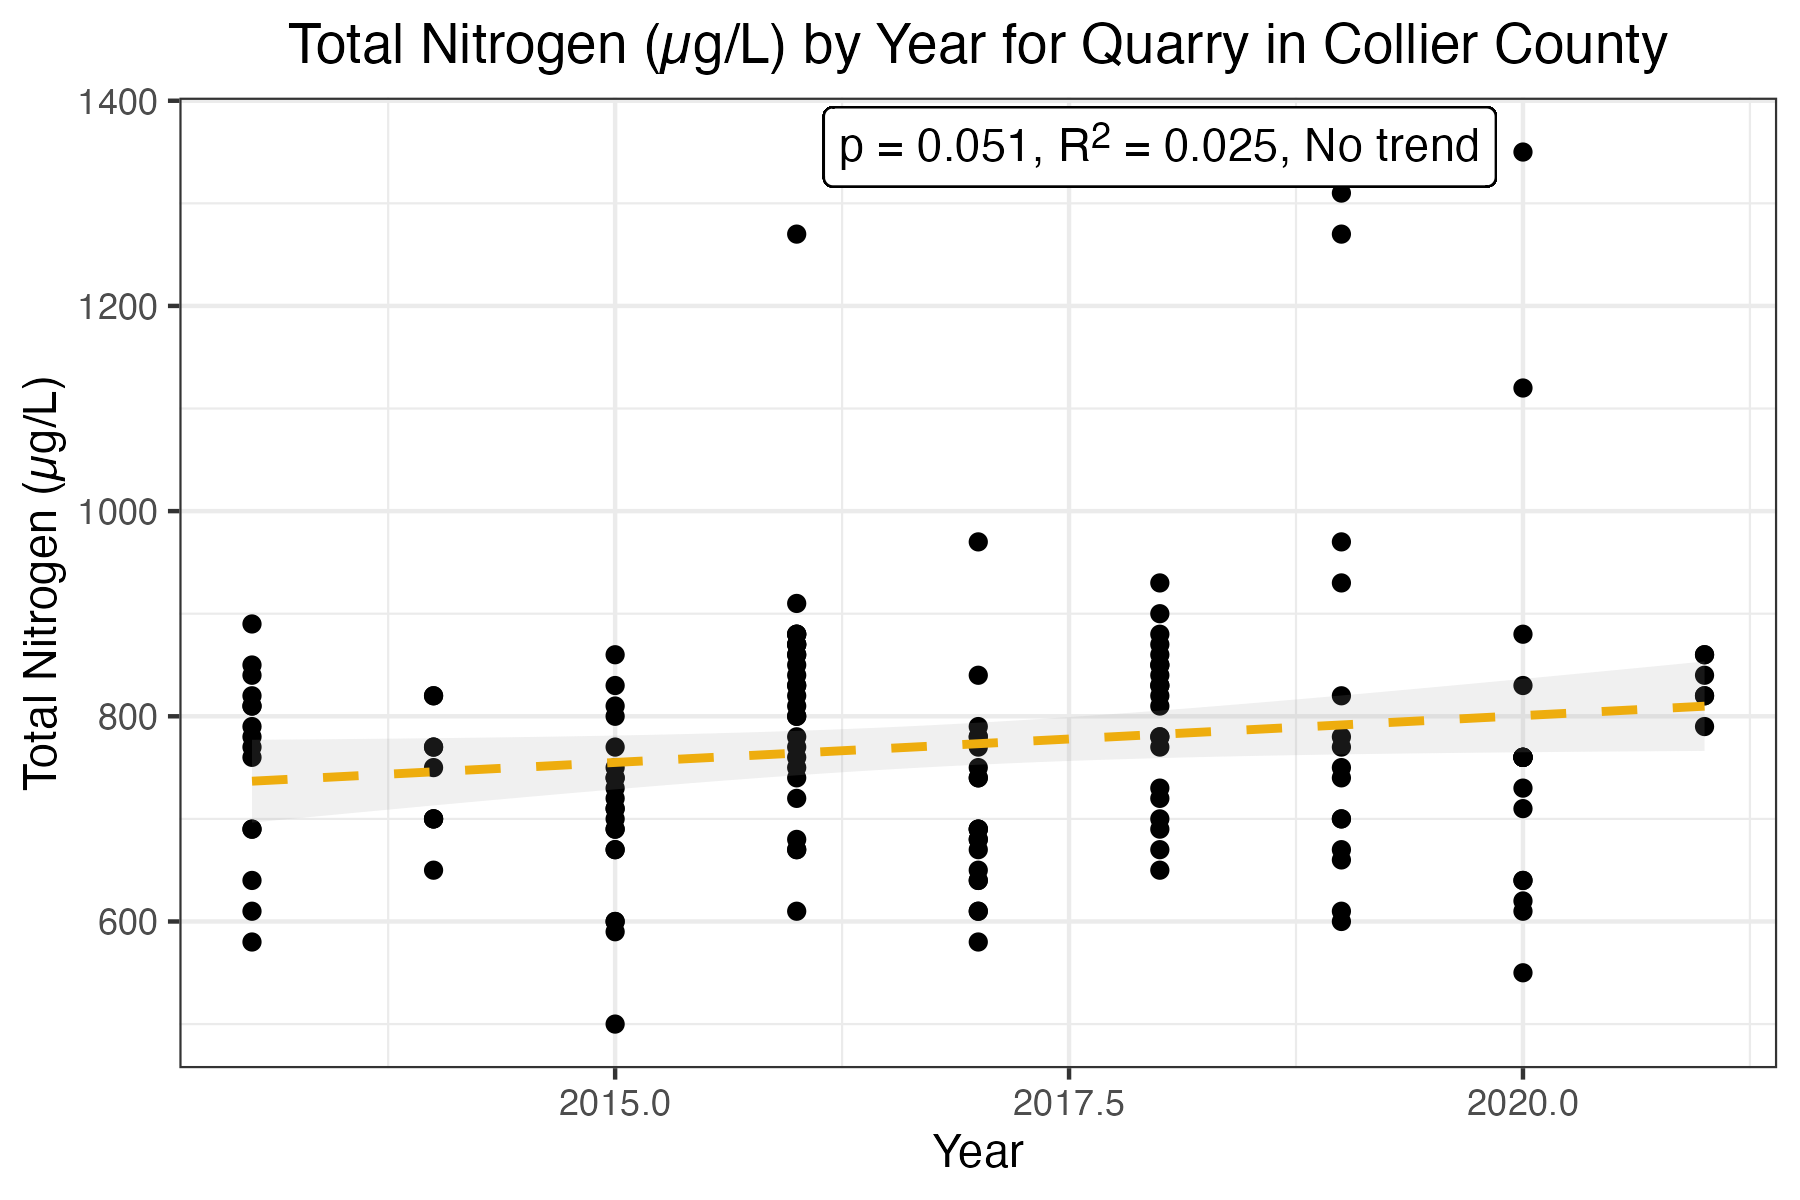 Total Nitrogen (µg/L) by Year for Quarry in Collier County
p = 0.051, R² = 0.025, No trend
Total Nitrogen (µg/L)
1400
1200
1000
800
600
2015.0
2017.5
2020.0
Year